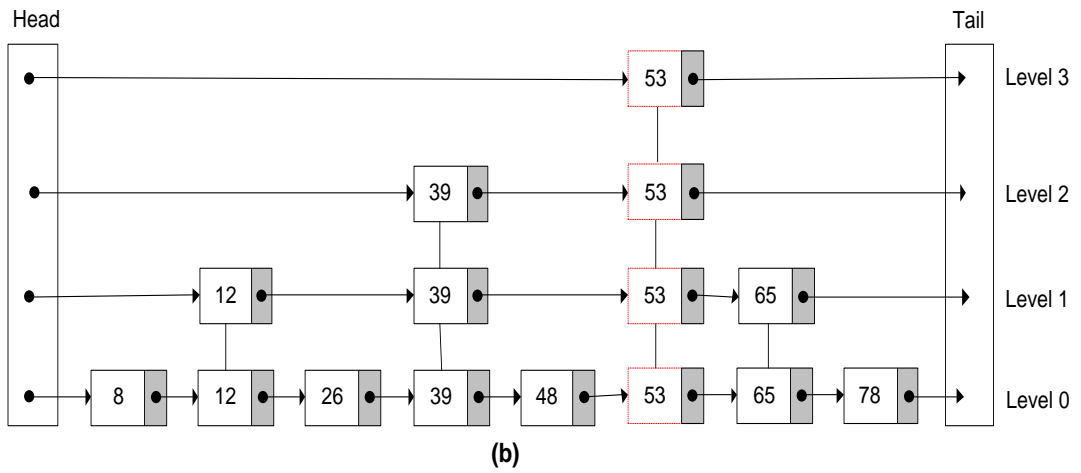 Head Tail
53 Level 3
39 53 Level 2
12 39 53 65 Level 1
8 12 26 39 48 53 65 78 Level 0
(b)